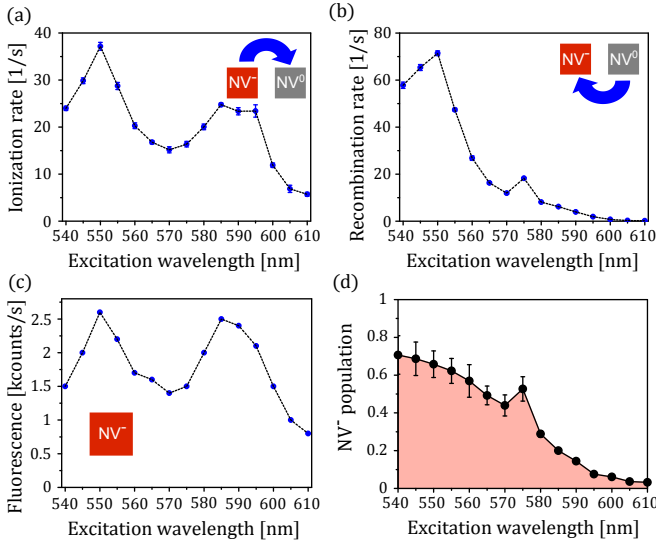 (a)
Ionization rate [1/s]
40
30
20
10
0
NV⁻
NV⁰
540 550 560 570 580 590 600 610
Excitation wavelength [nm]
(b)
Recombination rate [1/s]
80
60
40
20
0
NV⁻
NV⁰
540 550 560 570 580 590 600 610
Excitation wavelength [nm]
(c)
Fluorescence [kcounts/s]
2.5
2
1.5
1
0.5
0
NV⁻
540 550 560 570 580 590 600 610
Excitation wavelength [nm]
(d)
NV⁻ population
1
0.8
0.6
0.4
0.2
0
540 550 560 570 580 590 600 610
Excitation wavelength [nm]